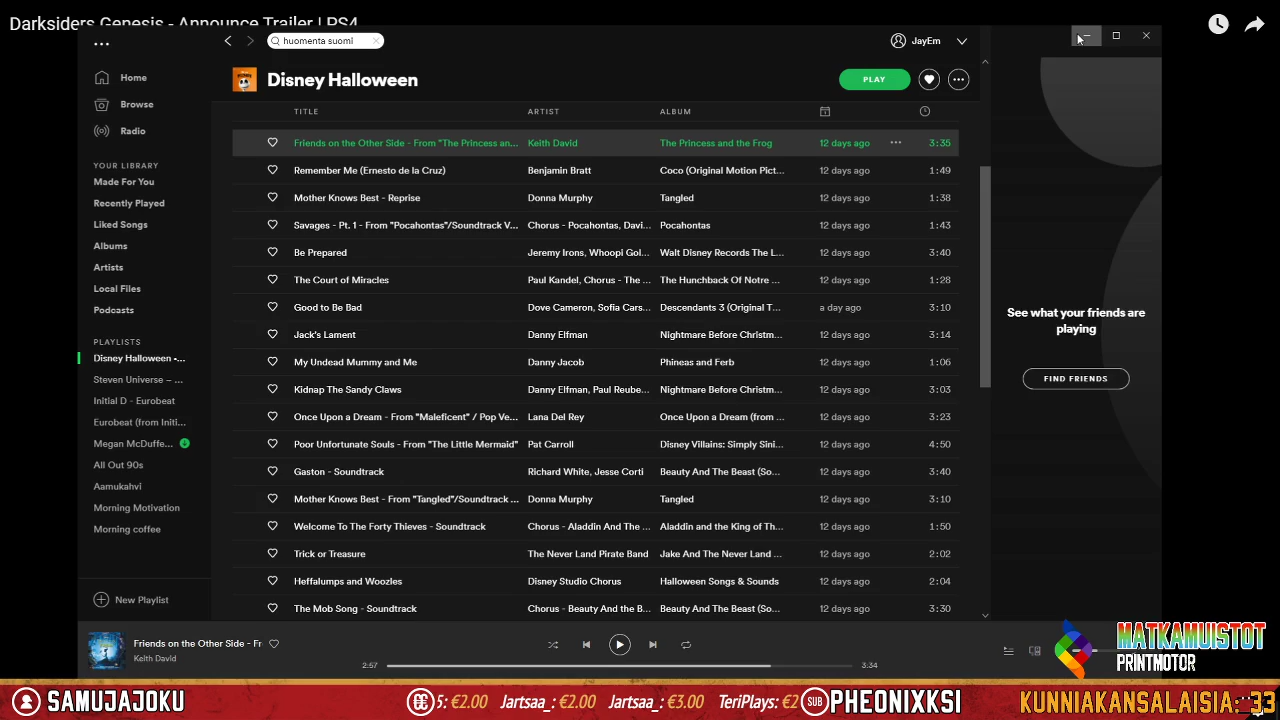 Darksiders Genesis - Announce Trailer | PS4
huomenta suomi
JayEm
Home
Browse
Radio
YOUR LIBRARY
Made For You
Recently Played
Liked Songs
Albums
Artists
Local Files
Podcasts
PLAYLISTS
Disney Halloween -...
Steven Universe – ...
Initial D - Eurobeat
Eurobeat (from Initi...
Megan McDuffe...
All Out 90s
Aamukahvi
Morning Motivation
Morning coffee
New Playlist
Disney Halloween
PLAY
TITLE ARTIST ALBUM
Friends on the Other Side - From "The Princess an... Keith David The Princess and the Frog 12 days ago 3:35
Remember Me (Ernesto de la Cruz) Benjamin Bratt Coco (Original Motion Pict... 12 days ago 1:49
Mother Knows Best - Reprise Donna Murphy Tangled 12 days ago 1:38
Savages - Pt. 1 - From "Pocahontas"/Soundtrack V... Chorus - Pocahontas, Davi... Pocahontas 12 days ago 1:43
Be Prepared Jeremy Irons, Whoopi Gol... Walt Disney Records The L... 12 days ago 3:40
The Court of Miracles Paul Kandel, Chorus - The ... The Hunchback Of Notre ... 12 days ago 1:28
Good to Be Bad Dove Cameron, Sofia Cars... Descendants 3 (Original T... a day ago 3:10
Jack's Lament Danny Elfman Nightmare Before Christm... 12 days ago 3:14
My Undead Mummy and Me Danny Jacob Phineas and Ferb 12 days ago 1:06
Kidnap The Sandy Claws Danny Elfman, Paul Reube... Nightmare Before Christm... 12 days ago 3:03
Once Upon a Dream - From "Maleficent" / Pop Ve... Lana Del Rey Once Upon a Dream (from ... 12 days ago 3:23
Poor Unfortunate Souls - From "The Little Mermaid" Pat Carroll Disney Villains: Simply Sini... 12 days ago 4:50
Gaston - Soundtrack Richard White, Jesse Corti Beauty And The Beast (So... 12 days ago 3:40
Mother Knows Best - From "Tangled"/Soundtrack ... Donna Murphy Tangled 12 days ago 3:10
Welcome To The Forty Thieves - Soundtrack Chorus - Aladdin And The ... Aladdin and the King of Th... 12 days ago 1:50
Trick or Treasure The Never Land Pirate Band Jake And The Never Land ... 12 days ago 2:02
Heffalumps and Woozles Disney Studio Chorus Halloween Songs & Sounds 12 days ago 2:04
The Mob Song - Soundtrack Chorus - Beauty And the B... Beauty And The Beast (So... 12 days ago 3:30
See what your friends are
playing
FIND FRIENDS
Friends on the Other Side - Fr
Keith David
2:57 3:34
MATKAMUISTOT
PRINTMOTOR
SAMUJAJOKU
5: €2.00 Jartsaa_: €2.00 Jartsaa_: €3.00 TeriPlays: €2
SUB PHEONIXKSI
KUNNIAKANSALAISIA: 33